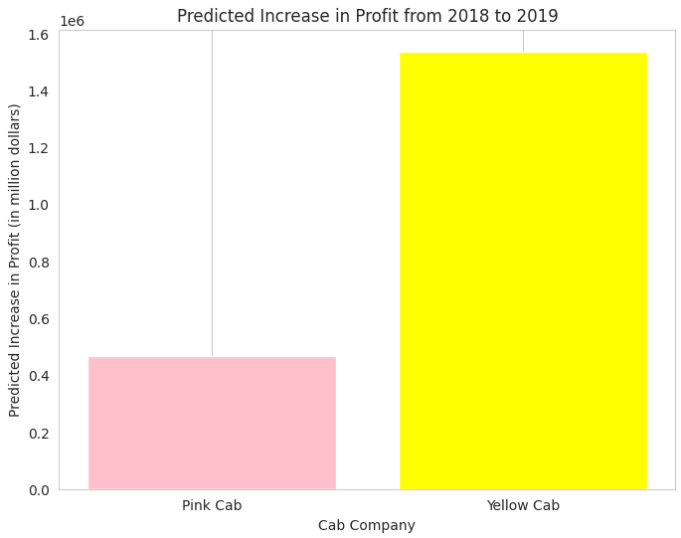 Predicted Increase in Profit from 2018 to 2019
1e6
Predicted Increase in Profit (in million dollars)
1.6
1.4
1.2
1.0
0.8
0.6
0.4
0.2
0.0
Pink Cab
Yellow Cab
Cab Company